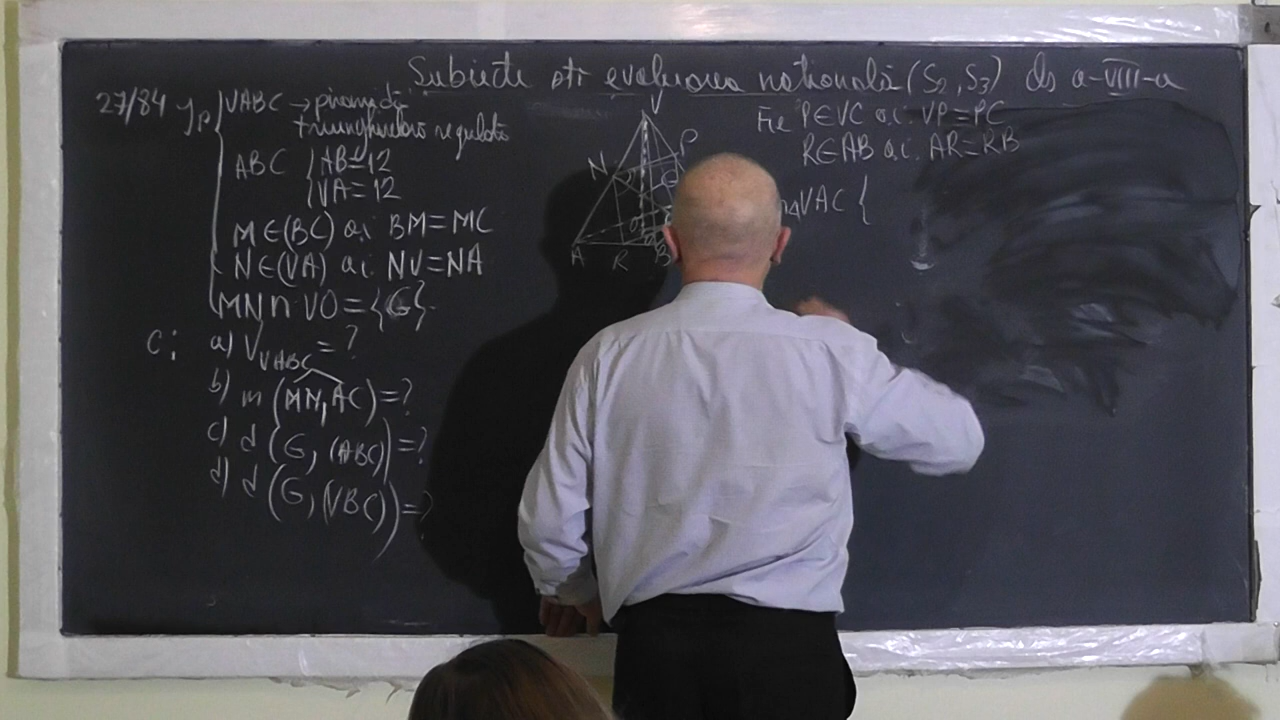 Subiecte ptr evaluarea națională (S2, S3) cls a-VIII-a
27/84 Ip VABC → piramidă
triunghiulară regulată
ABC { AB=12
VA=12
M∈(BC) a.i. BM=MC
N∈(VA) a.i. NV=NA
MN∩VO={G}
C: a) V_VABC=?
b) m(MN,AC)=?
c) d(G,(ABC))=?
d) d(G,(VBC))=?
V
N P
A R B
Fie P∈VC a.i. VP=PC
R∈AB a.i. AR=RB
VAC {